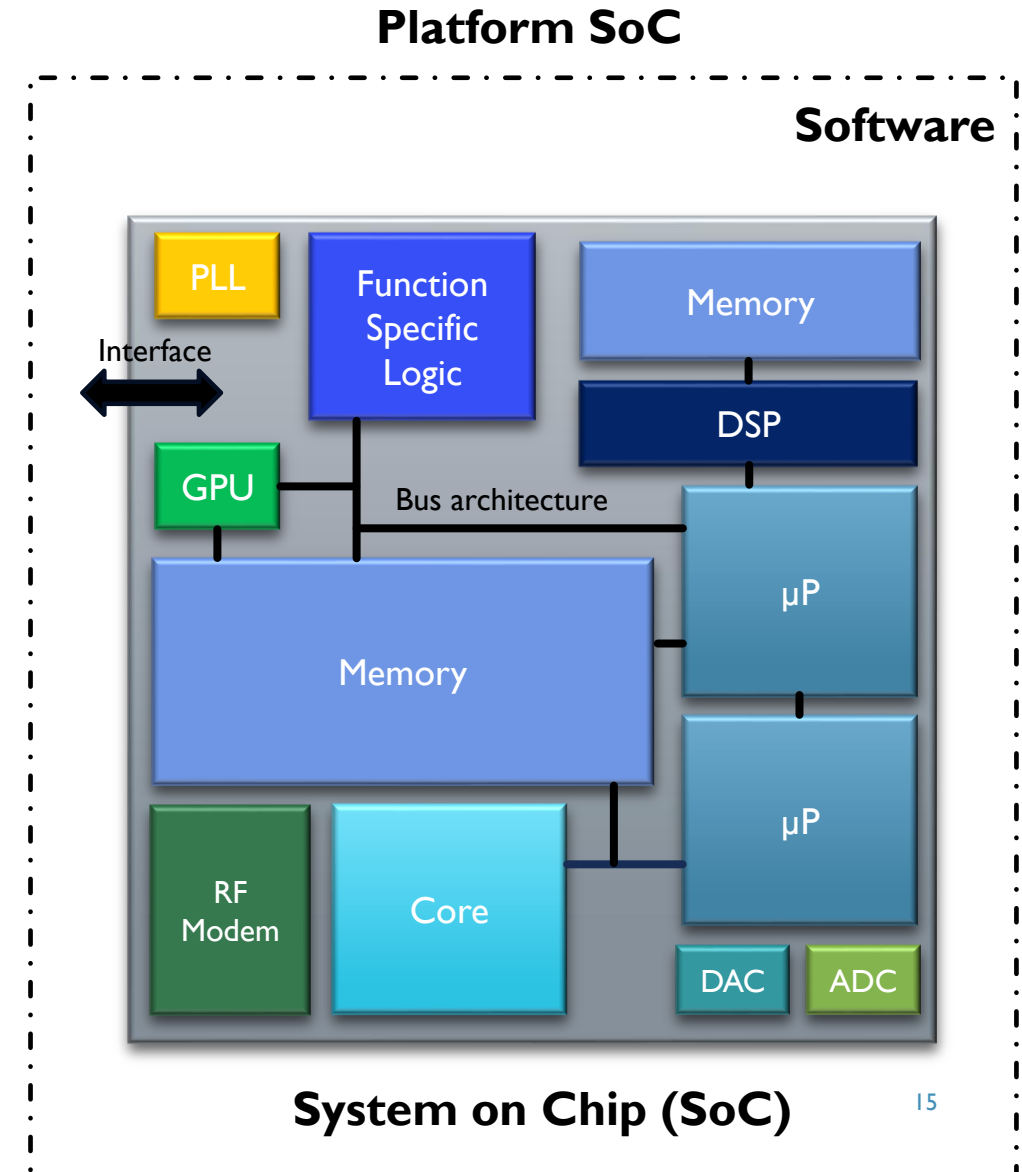 Platform SoC
Software
PLL
Function
Specific
Logic
Memory
Interface
DSP
GPU
Bus architecture
µP
Memory
µP
RF
Modem
Core
DAC
ADC
System on Chip (SoC)
15